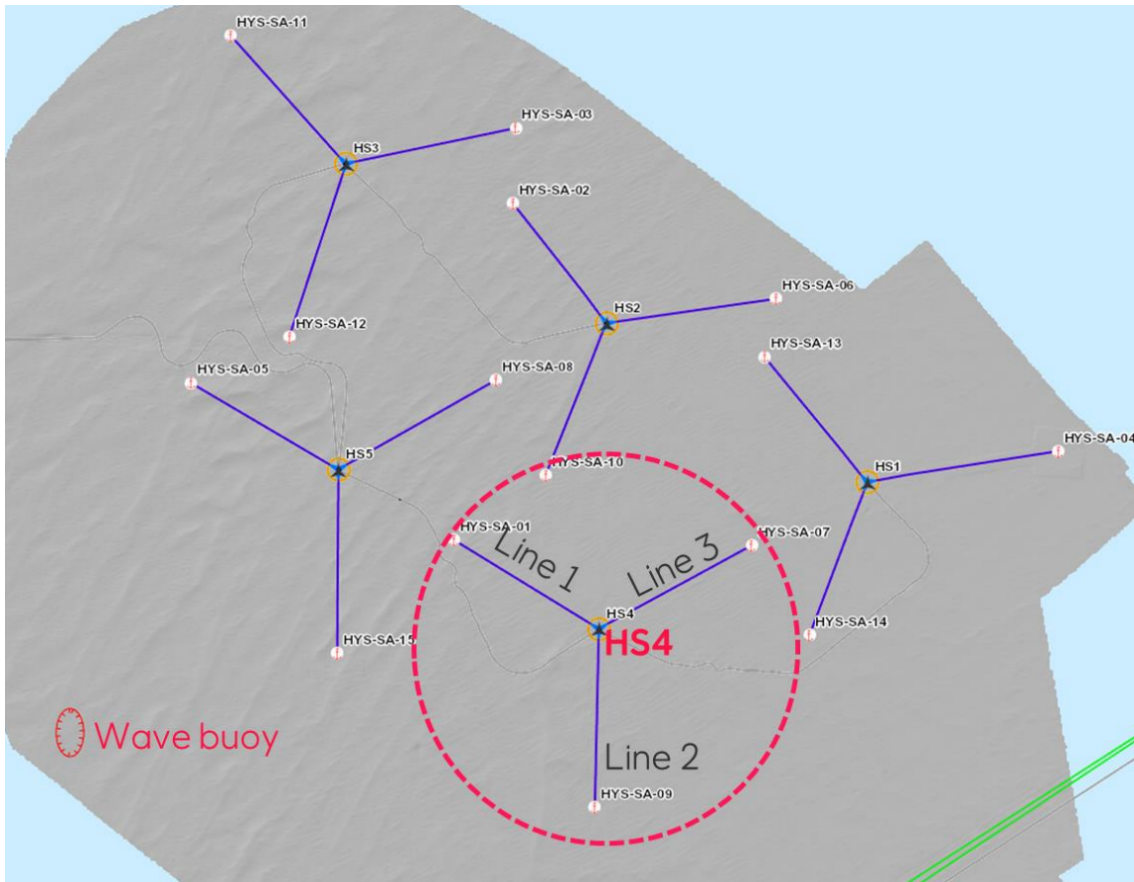 HYS-SA-11
HYS-SA-03
HS3
HYS-SA-02
HYS-SA-06
HS2
HYS-SA-12
HYS-SA-13
HYS-SA-05
HYS-SA-08
HYS-SA-04
HS5
HYS-SA-10
HS1
HYS-SA-01
HYS-SA-07
Line 1
Line 3
HS4
HS4
HYS-SA-14
HYS-SA-15
Wave buoy
Line 2
HYS-SA-09